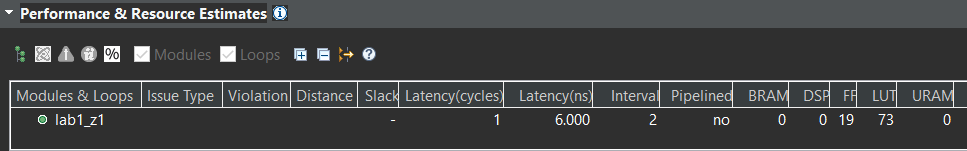 Performance & Resource Estimates
% Modules Loops
Modules & Loops Issue Type Violation Distance Slack Latency(cycles) Latency(ns) Interval Pipelined BRAM DSP FF LUT URAM
lab1_z1 - 1 6.000 2 no 0 0 19 73 0